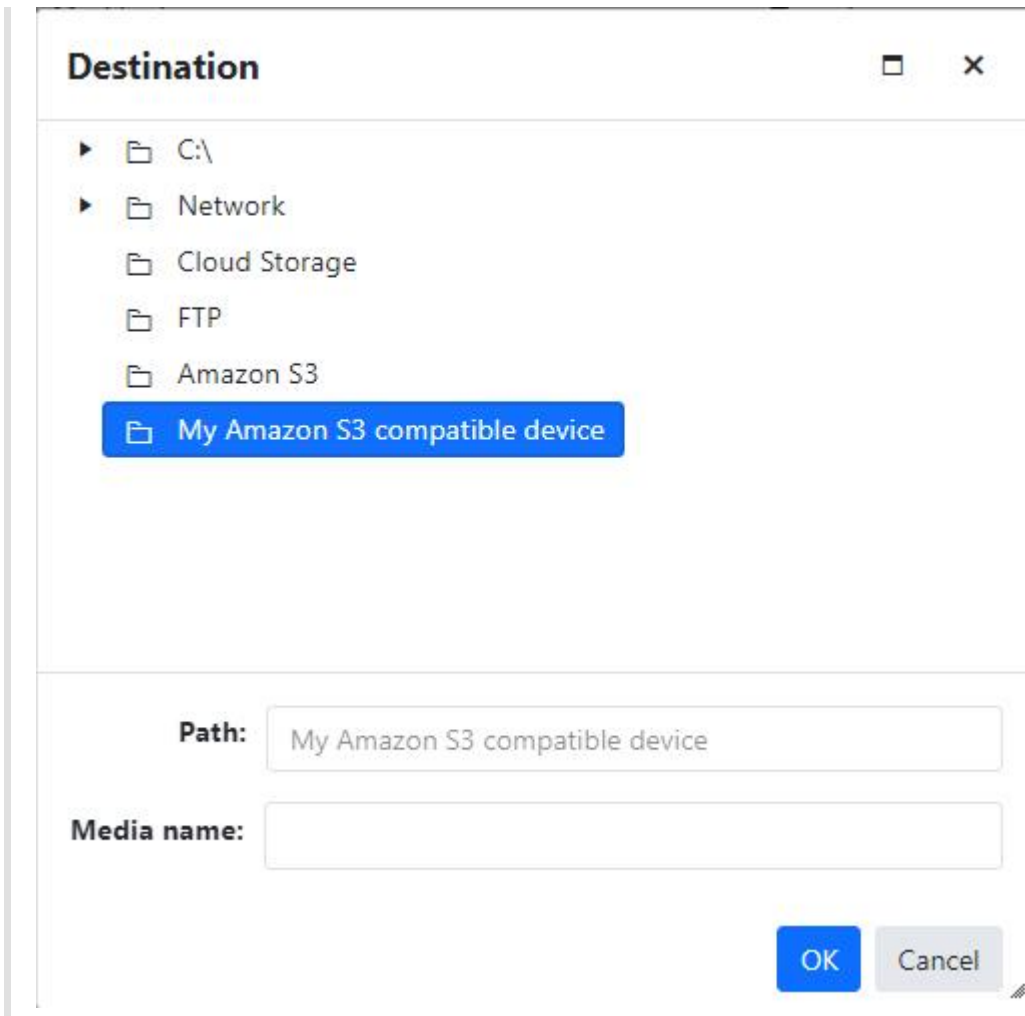 Destination
C:\
Network
Cloud Storage
FTP
Amazon S3
My Amazon S3 compatible device
Path: My Amazon S3 compatible device
Media name:
OK Cancel